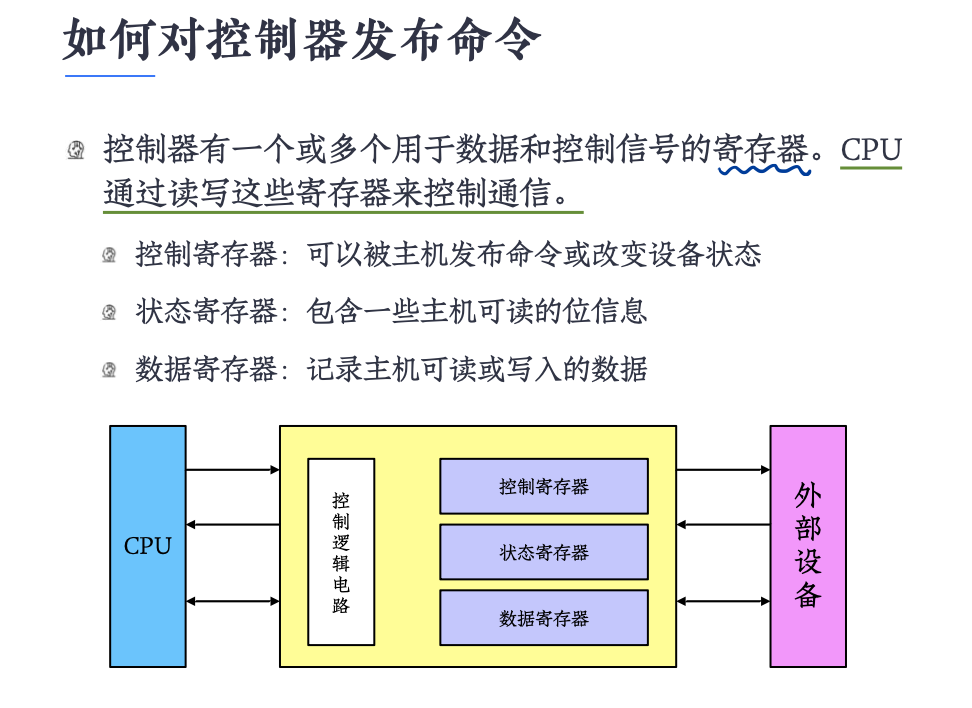 如何对控制器发布命令
控制器有一个或多个用于数据和控制信号的寄存器。CPU
通过读写这些寄存器来控制通信。
控制寄存器：可以被主机发布命令或改变设备状态
状态寄存器：包含一些主机可读的位信息
数据寄存器：记录主机可读或写入的数据
CPU
控制逻辑电路
控制寄存器
状态寄存器
数据寄存器
外部设备